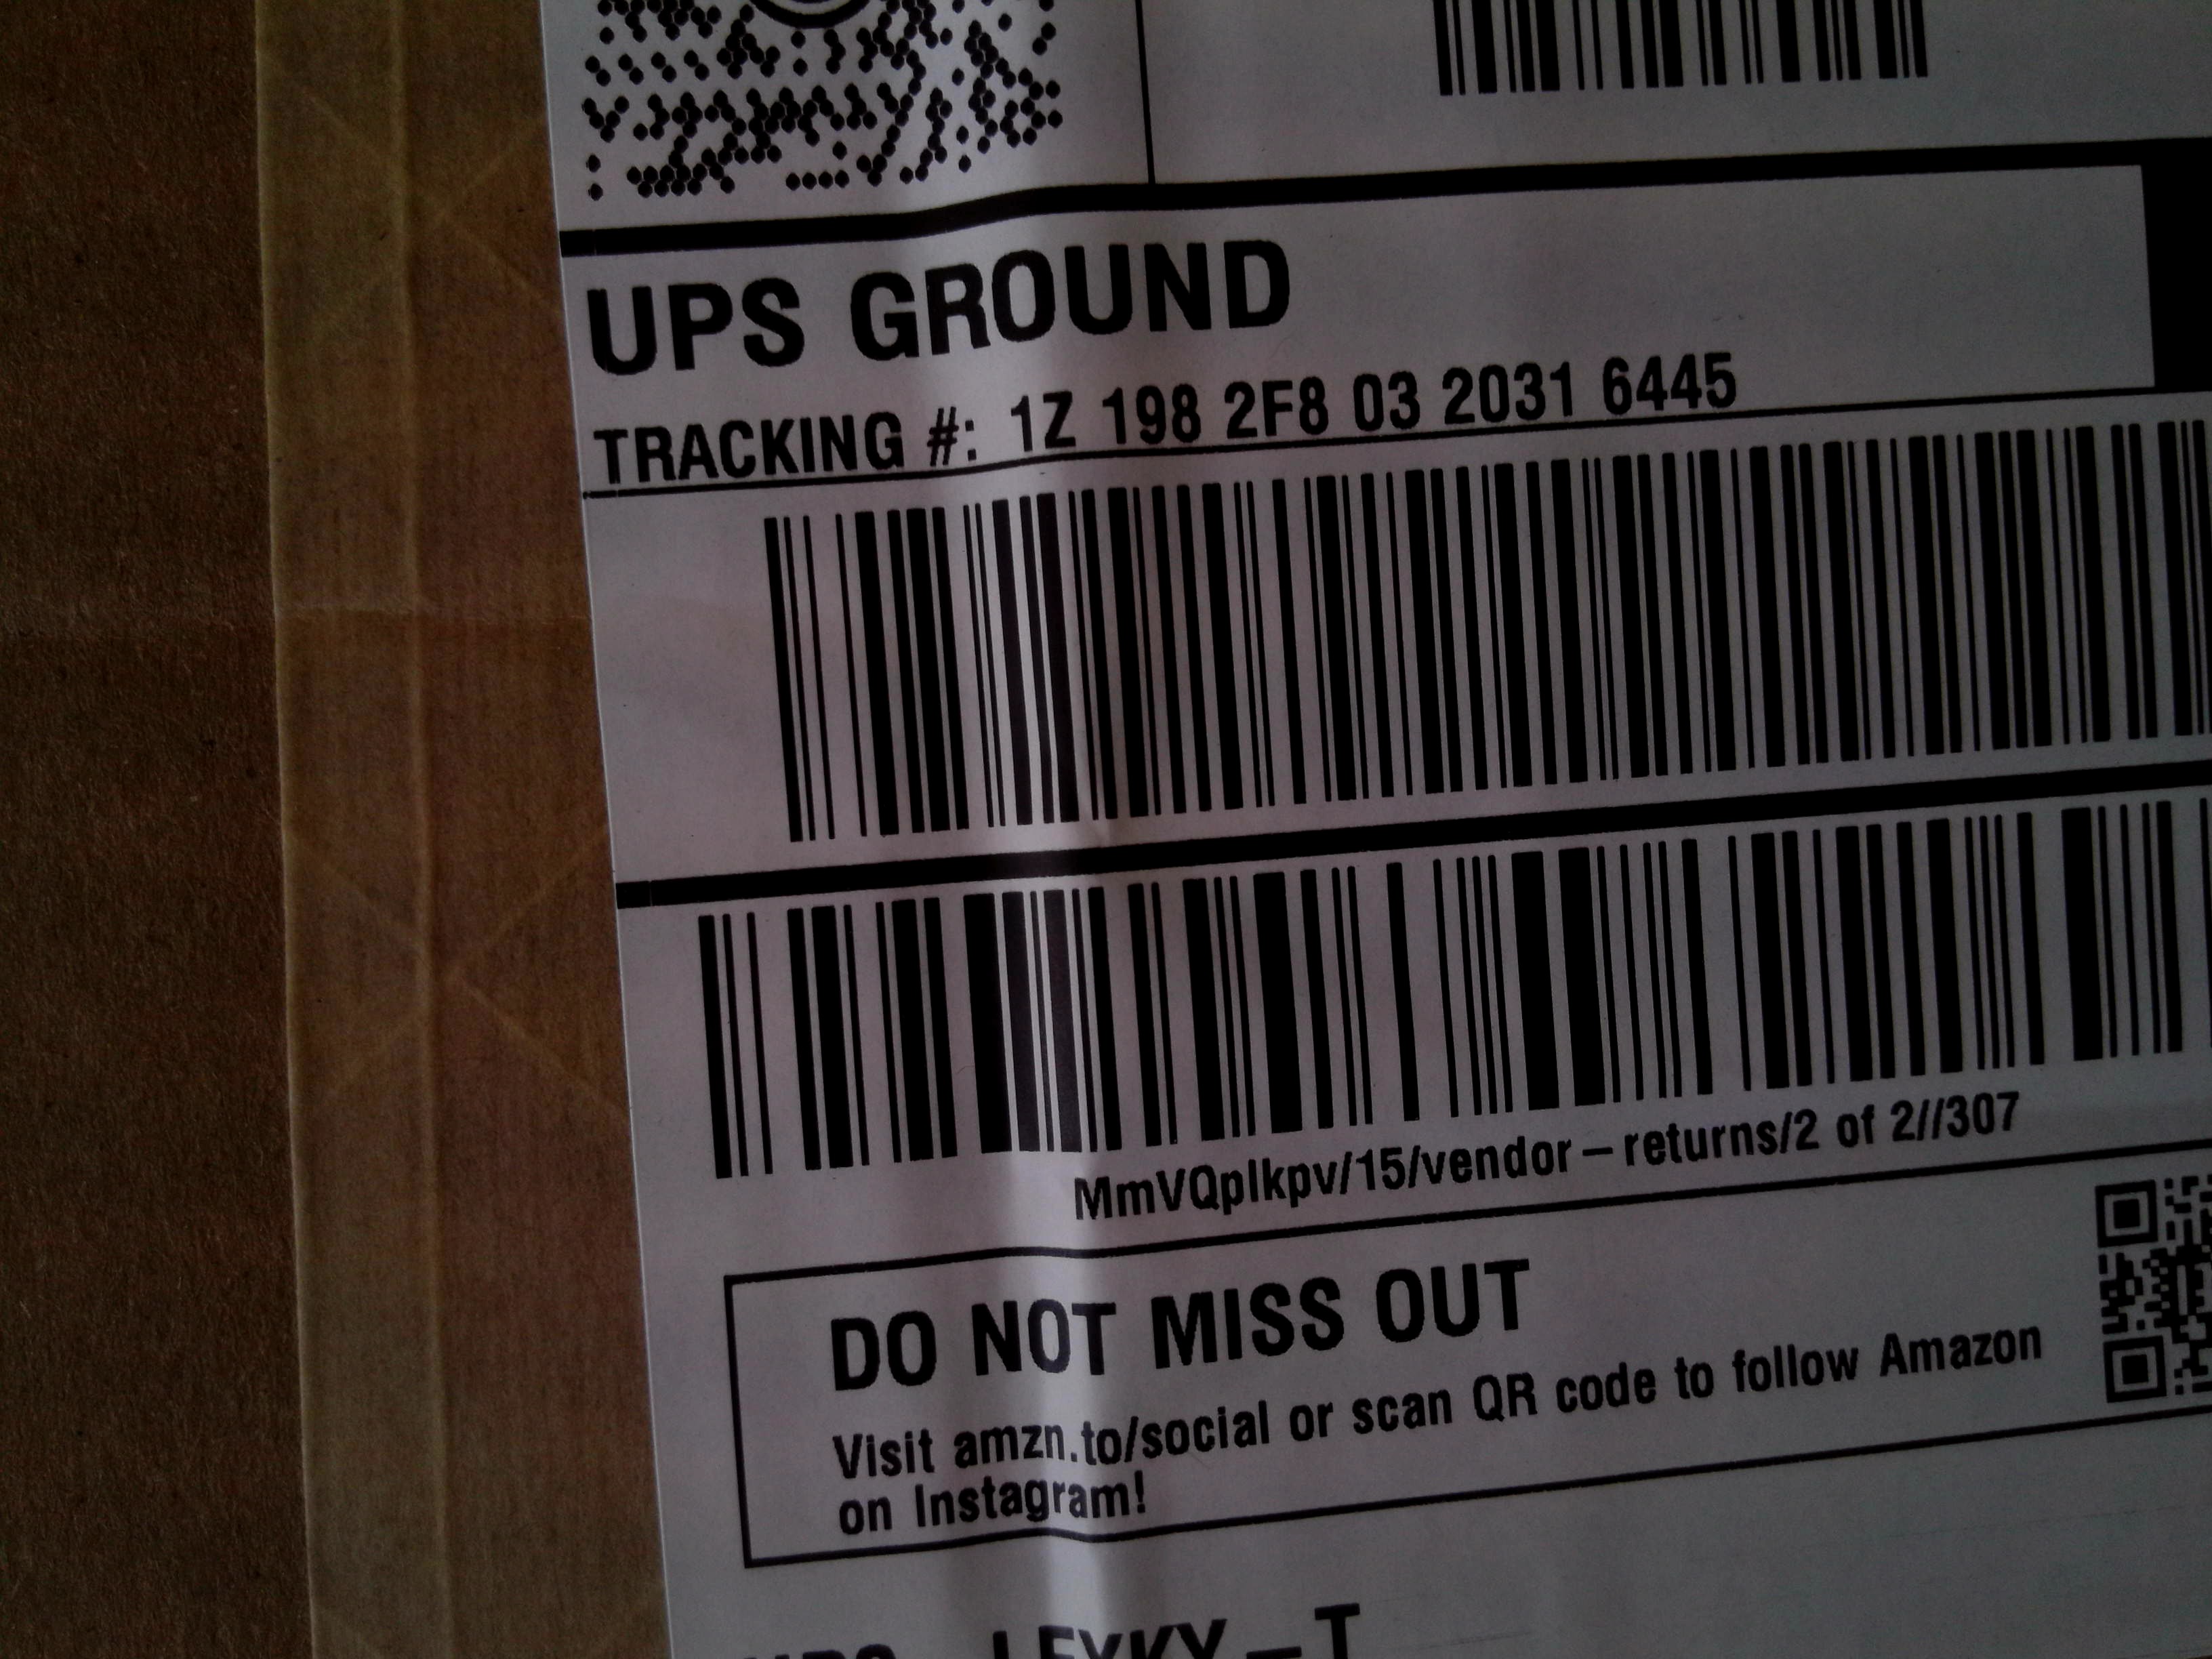 UPS GROUND
TRACKING #: 1Z 198 2F8 03 2031 6445
MmVQplkpv/15/vendor-returns/2 of 2//307
DO NOT MISS OUT
Visit amzn.to/social or scan QR code to follow Amazon
on Instagram!